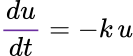 du/dt = -k u